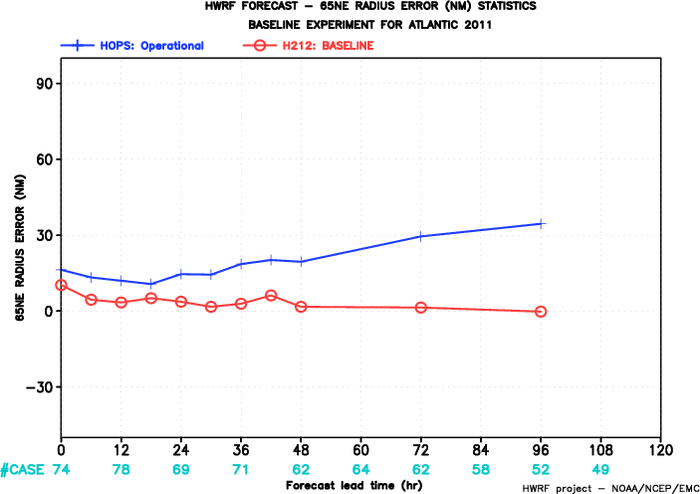 HWRF FORECAST – 65NE RADIUS ERROR (NM) STATISTICS
BASELINE EXPERIMENT FOR ATLANTIC 2011
HOPS: Operational H212: BASELINE
65NE RADIUS ERROR (NM)
90
60
30
0
−30
0 12 24 36 48 60 72 84 96 108 120
#CASE 74 78 69 71 62 64 62 58 52 49
Forecast lead time (hr)
HWRF project – NOAA/NCEP/EMC